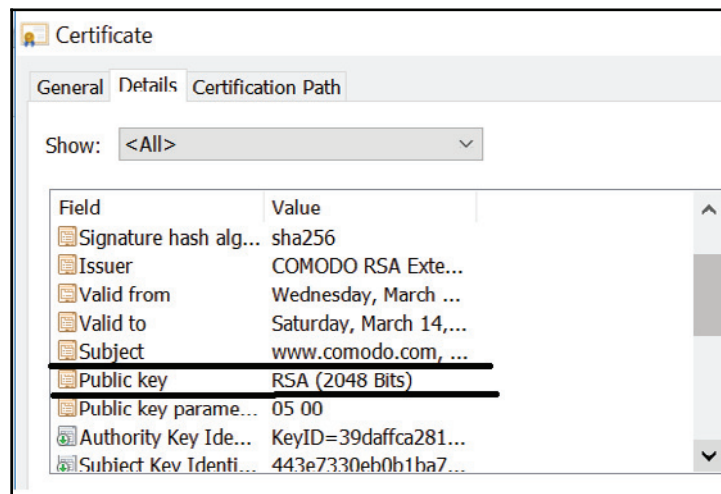 Certificate
General Details Certification Path
Show: <All>
Field Value
Signature hash alg... sha256
Issuer COMODO RSA Exte...
Valid from Wednesday, March ...
Valid to Saturday, March 14,...
Subject www.comodo.com, ...
Public key RSA (2048 Bits)
Public key parame... 05 00
Authority Key Ide... KeyID=39daffca281...
Subject Key Identi... 443e7330eb0b1ba7...